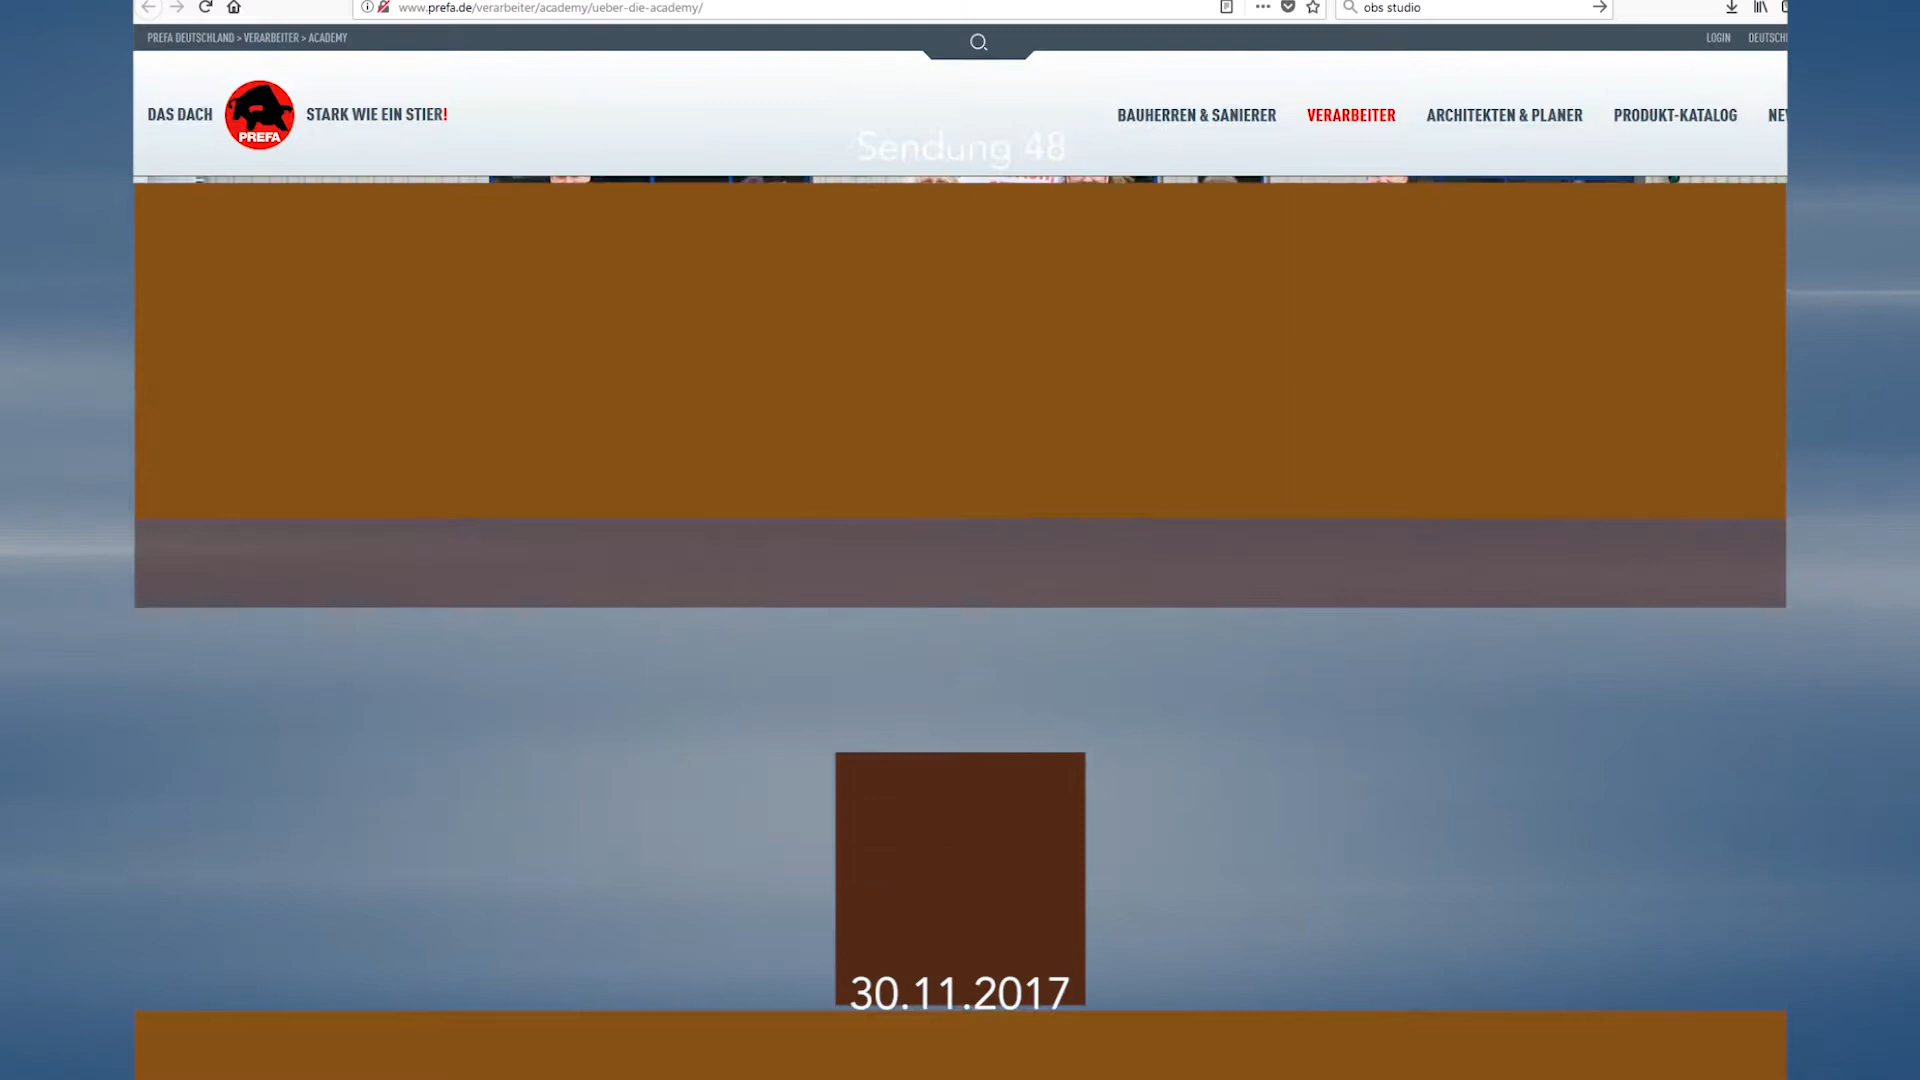 www.prefa.de/verarbeiter/academy/ueber-die-academy/
obs studio
PREFA DEUTSCHLAND > VERARBEITER > ACADEMY
LOGIN
DAS DACH
PREFA
STARK WIE EIN STIER!
BAUHERREN & SANIERER
VERARBEITER
ARCHITEKTEN & PLANER
PRODUKT-KATALOG
Sendung 48
30.11.2017